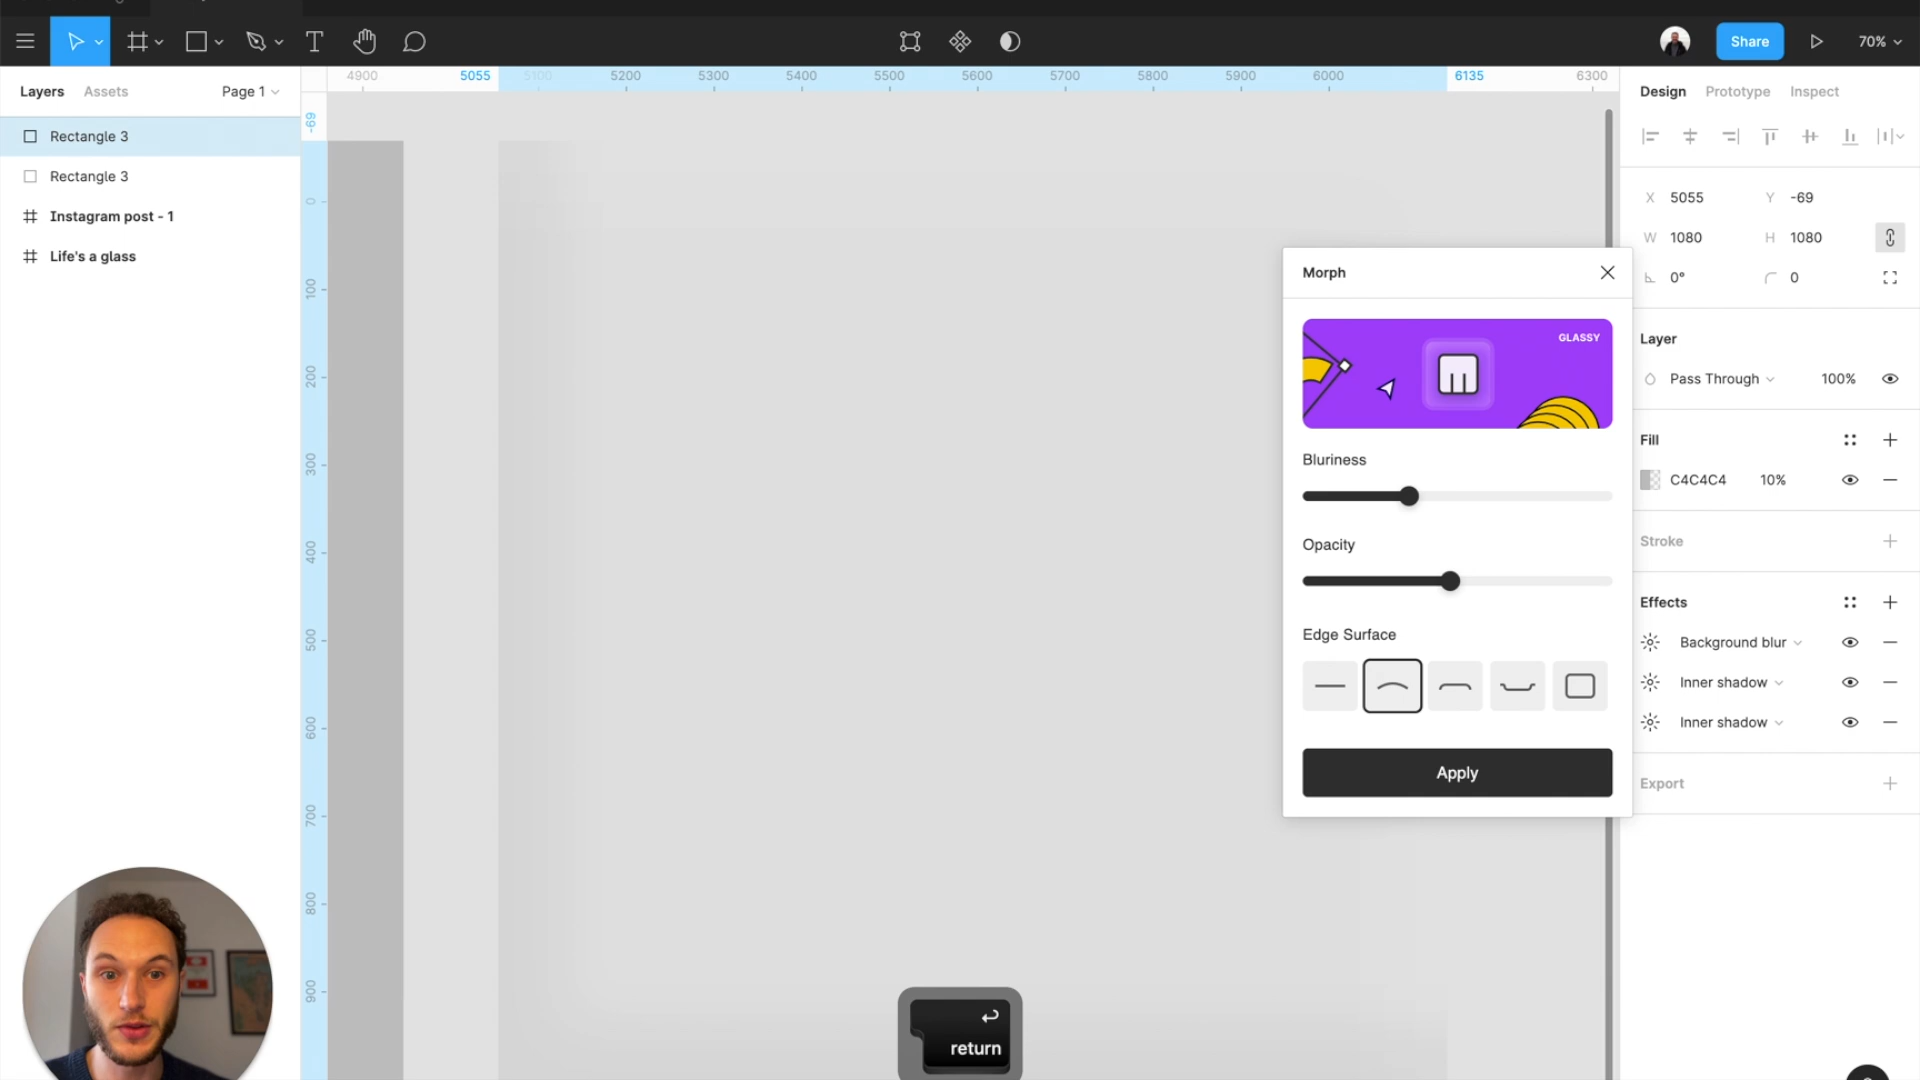 Share
70%
Layers
Assets
Page 1
4900
5055
5100
5200
5300
5400
5500
5600
5700
5800
5900
6000
6135
6300
Design
Prototype
Inspect
Rectangle 3
Rectangle 3
Instagram post - 1
Life's a glass
-69
0
100
200
300
400
500
600
700
800
900
X 5055
Y -69
W 1080
H 1080
0°
0
Layer
Pass Through
100%
Fill
C4C4C4
10%
Stroke
Effects
Background blur
Inner shadow
Inner shadow
Export
Morph
GLASSY
Bluriness
Opacity
Edge Surface
Apply
return